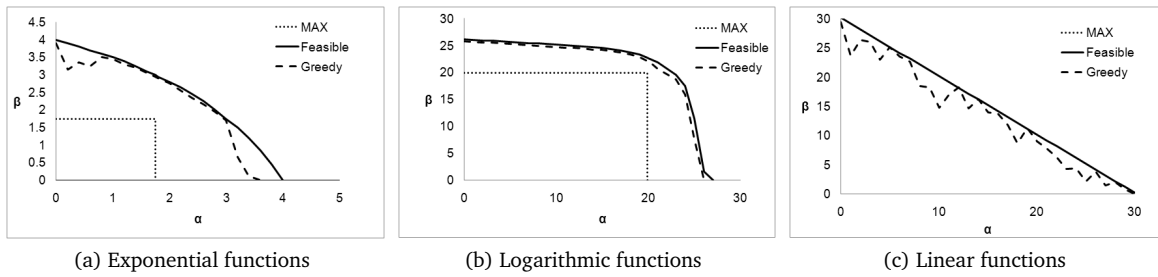 4.5
4
3.5
3
2.5
2
1.5
1
0.5
0
β
0 1 2 3 4 5
α
MAX
Feasible
Greedy
(a) Exponential functions
30
25
20
15
10
5
0
β
0 10 20 30
α
MAX
Feasible
Greedy
(b) Logarithmic functions
30
25
20
15
10
5
0
β
0 10 20 30
α
MAX
Feasible
Greedy
(c) Linear functions